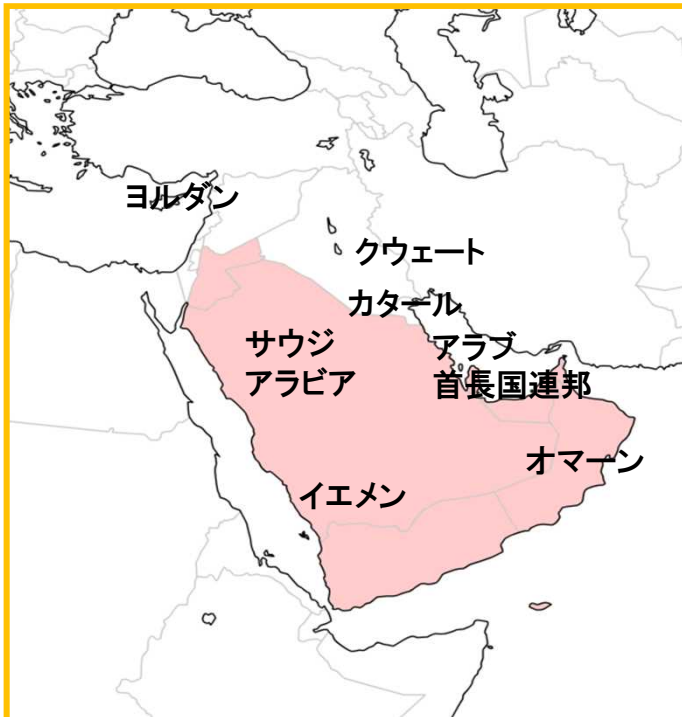 ヨルダン
クウェート
カタール
サウジ
アラビア
アラブ
首長国連邦
オマーン
イエメン